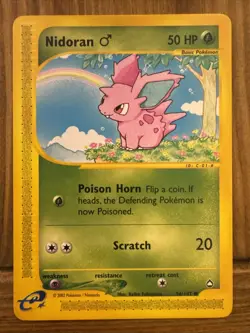 Nidoran ♂ 50 HP
Basic Pokémon
Poison Horn Flip a coin. If
heads, the Defending Pokémon is
now Poisoned.
Scratch 20
weakness resistance retreat cost
e